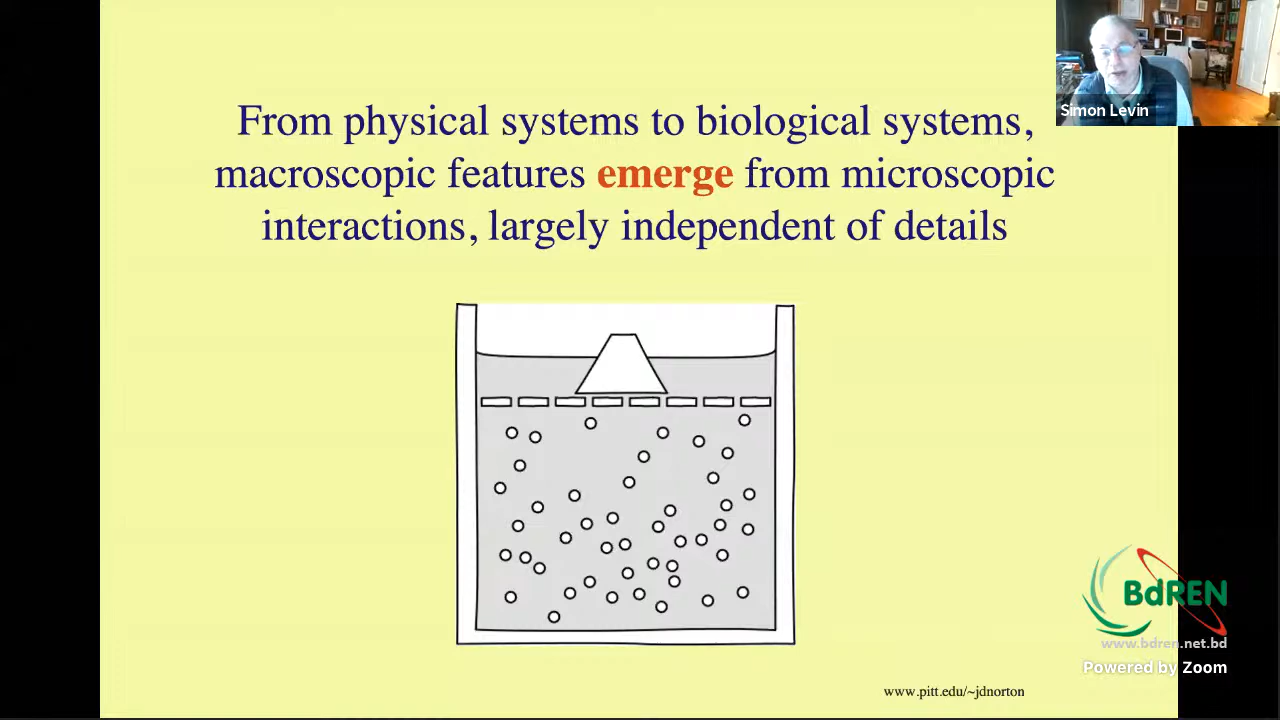 Simon Levin
From physical systems to biological systems,
macroscopic features emerge from microscopic
interactions, largely independent of details
BdREN
www.bdren.net.bd
Powered by Zoom
www.pitt.edu/~jdnorton